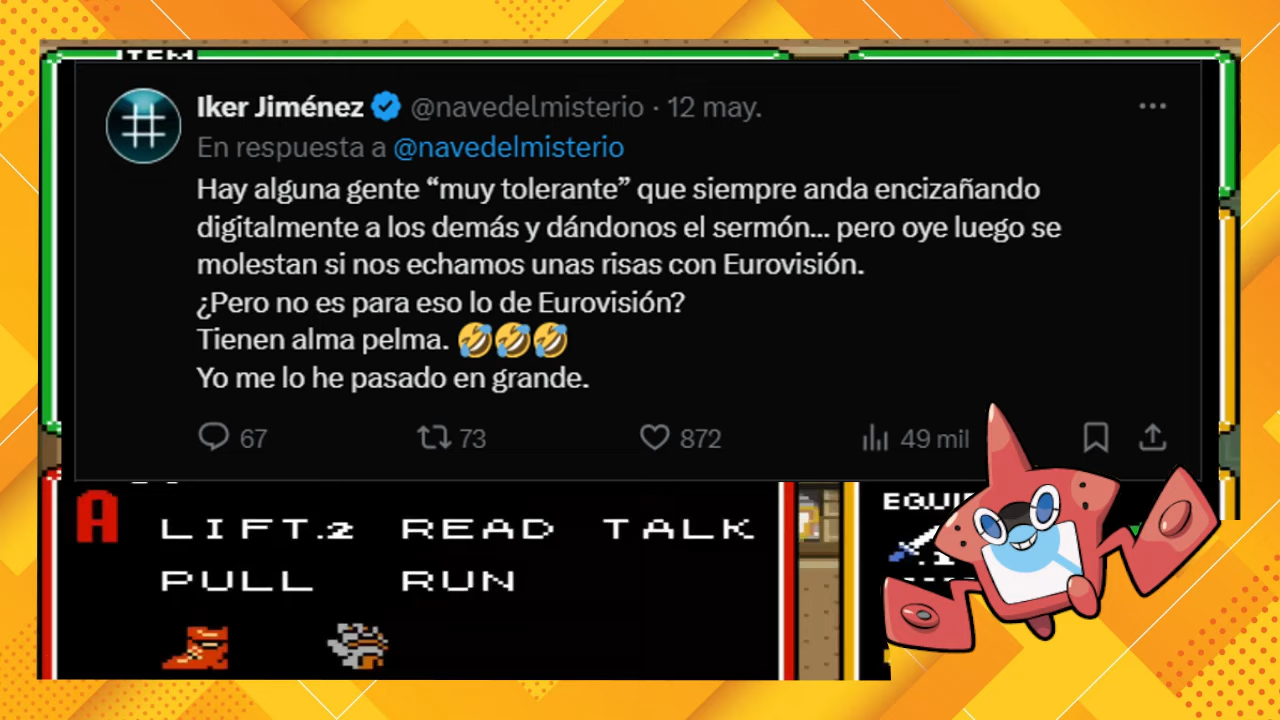 ITEM
Iker Jiménez @navedelmisterio · 12 may.
En respuesta a @navedelmisterio
Hay alguna gente “muy tolerante” que siempre anda encizañando
digitalmente a los demás y dándonos el sermón... pero oye luego se
molestan si nos echamos unas risas con Eurovisión.
¿Pero no es para eso lo de Eurovisión?
Tienen alma pelma. 🤣🤣🤣
Yo me lo he pasado en grande.
67 73 872 49 mil
A
LIFT.2 READ TALK
PULL RUN